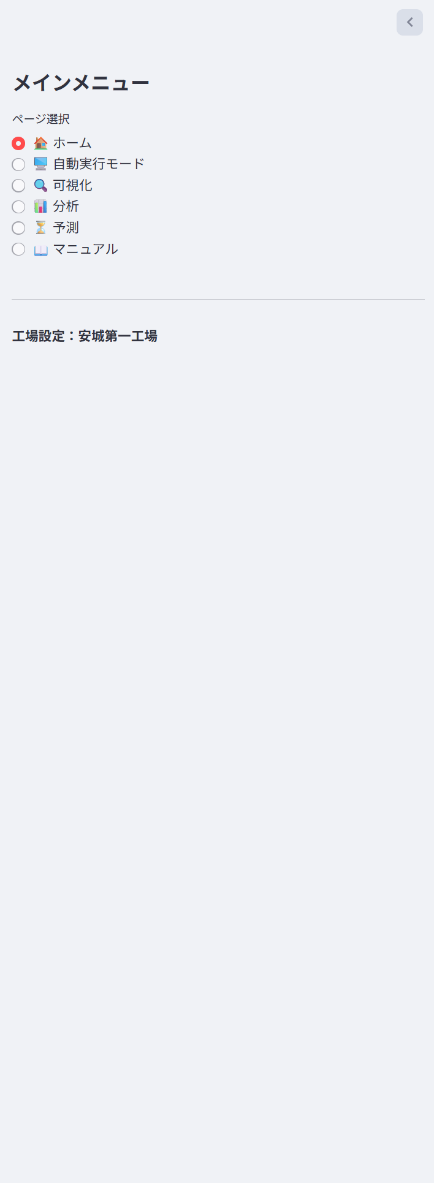 メインメニュー
ページ選択
🏠 ホーム
🖥️ 自動実行モード
🔍 可視化
📊 分析
⏳ 予測
📖 マニュアル
工場設定：安城第一工場